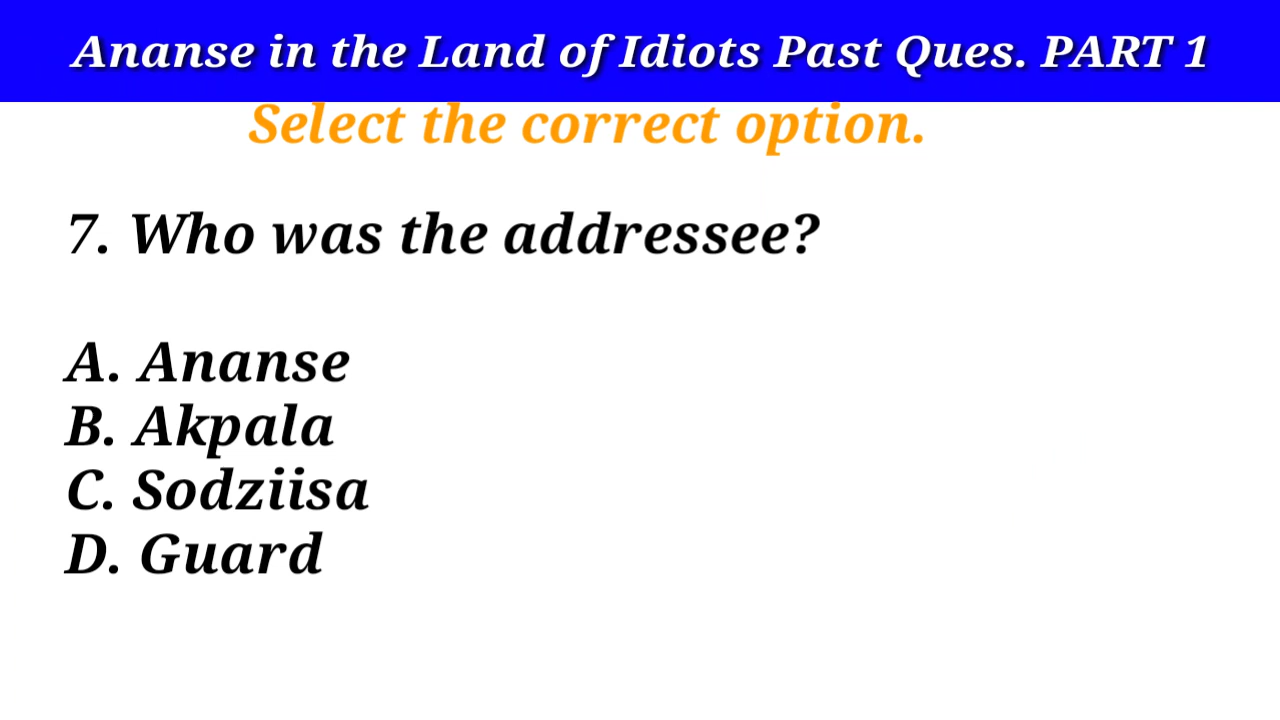 Ananse in the Land of Idiots Past Ques. PART 1
Select the correct option.
7. Who was the addressee?
A. Ananse
B. Akpala
C. Sodziisa
D. Guard